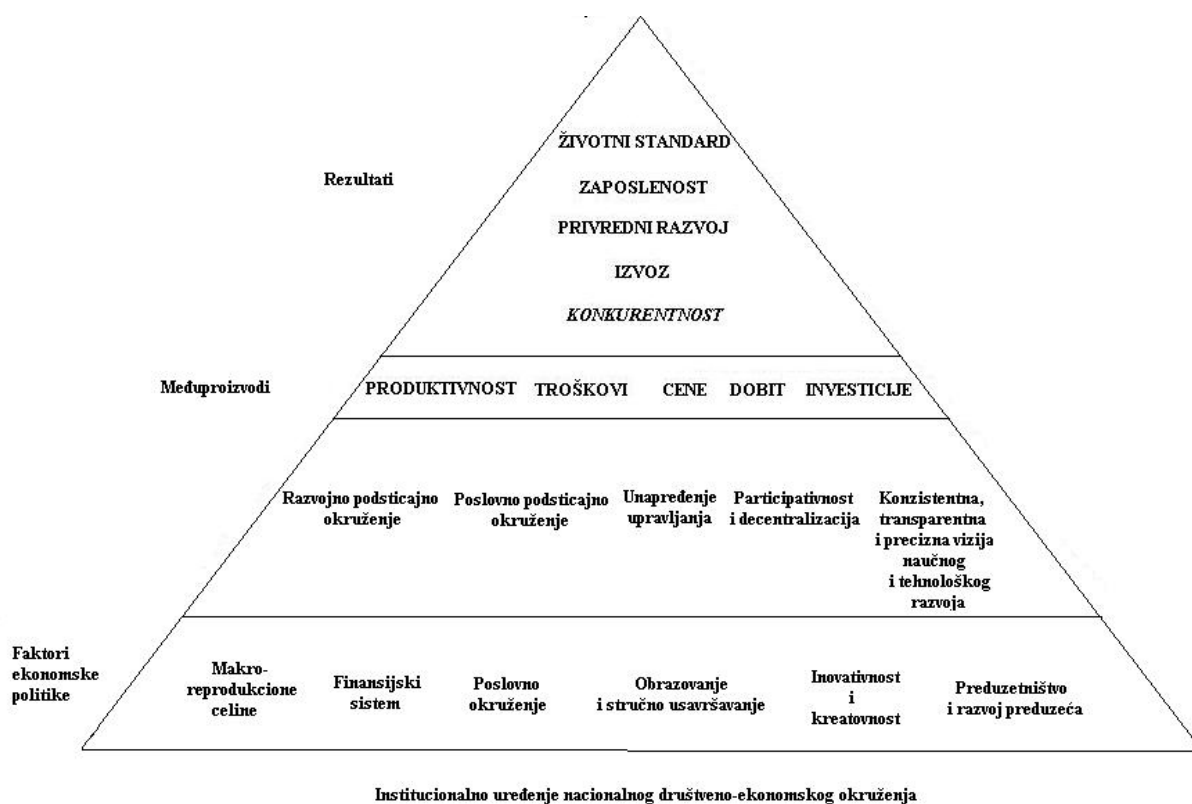 ŽIVOTNI STANDARD
Rezultati
ZAPOSLENOST
PRIVREDNI RAZVOJ
IZVOZ
KONKURENTNOST
Međuproizvodi
PRODUKTIVNOST TROŠKOVI CENE DOBIT INVESTICIJE
Razvojno podsticajno
okruženje
Poslovno podsticajno
okruženje
Unapređenje
upravljanja
Participativnost
i decentralizacija
Konzistentna,
transparentna
i precizna vizija
naučnog
i tehnološkog
razvoja
Faktori
ekonomske
politike
Makro-
reprodukcione
celine
Finansijski
sistem
Poslovno
okruženje
Obrazovanje
i stručno usavršavanje
Inovativnost
i
kreatovnost
Preduzetništvo
i razvoj preduzeća
Institucionalno uređenje nacionalnog društveno-ekonomskog okruženja